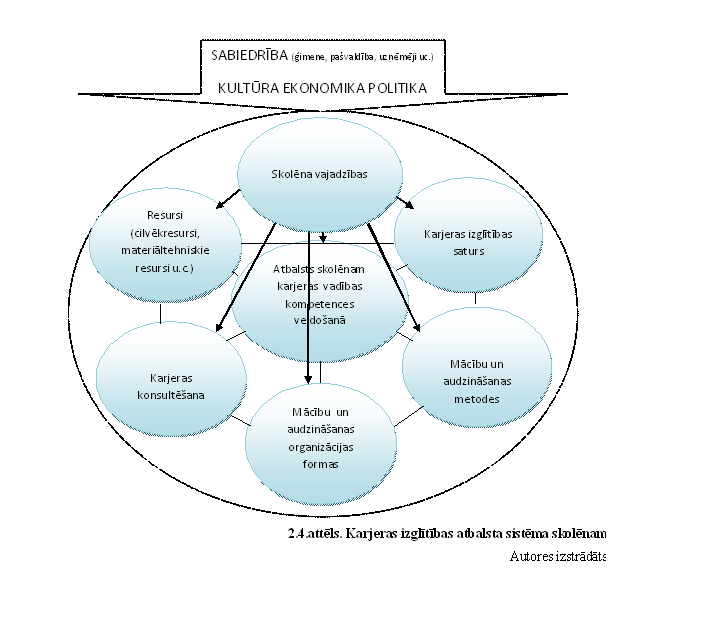 SABIEDRĪBA (ģimene, pašvaldība, uzņēmēji uc.)
KULTŪRA EKONOMIKA POLITIKA
Skolēna vajadzības
Resursi
(cilvēkresursi,
materiāltehniskie
resursi u. c.)
Karjeras izglītības
saturs
Atbalsts skolēnam
karjeras vadības
kompetences
veidošanā
Karjeras
konsultēšana
Mācību un
audzināšanas
metodes
Mācību un
audzināšanas
organizācijas
formas
2.4.attēls. Karjeras izglītības atbalsta sistēma skolēnam
Autores izstrādāts